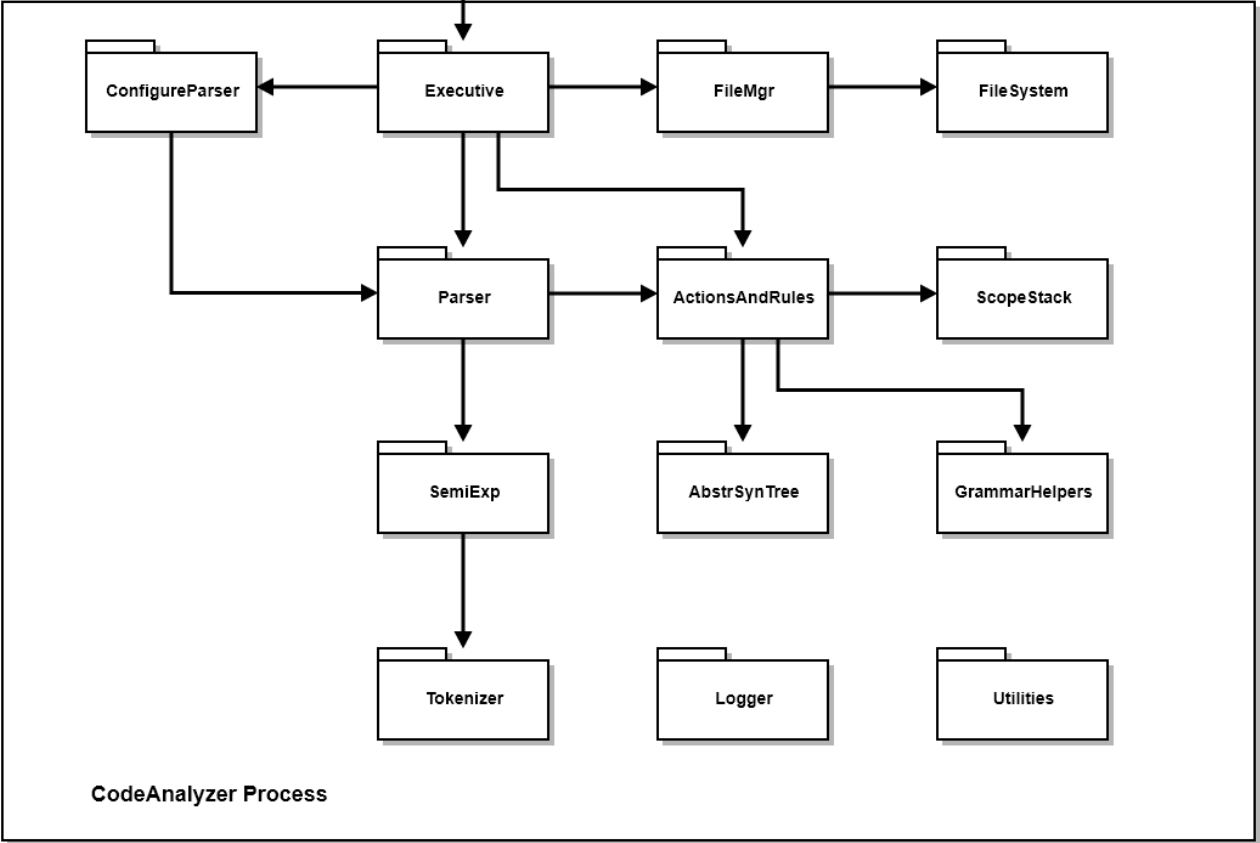 ConfigureParser
Executive
FileMgr
FileSystem
Parser
ActionsAndRules
ScopeStack
SemiExp
AbstrSynTree
GrammarHelpers
Tokenizer
Logger
Utilities
CodeAnalyzer Process